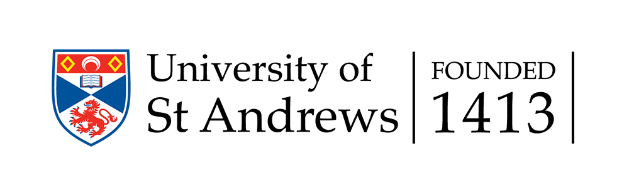 University of
St Andrews
FOUNDED
1413